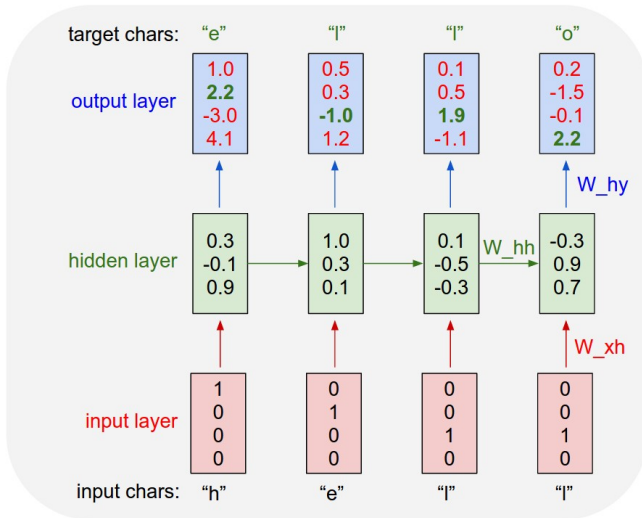 target chars: “e” “l” “l” “o”
1.0 0.5 0.1 0.2
2.2 0.3 0.5 -1.5
output layer
-3.0 -1.0 1.9 -0.1
4.1 1.2 -1.1 2.2
W_hy
0.3 1.0 0.1 -0.3
W_hh
hidden layer -0.1 0.3 -0.5 0.9
0.9 0.1 -0.3 0.7
W_xh
1 0 0 0
0 1 0 0
input layer
0 0 1 1
0 0 0 0
input chars: “h” “e” “l” “l”